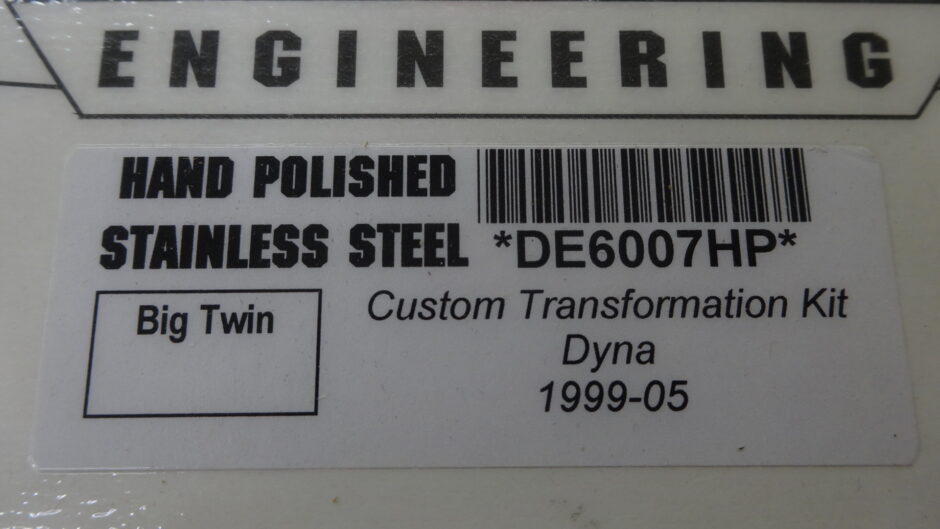 ENGINEERING
HAND POLISHED
STAINLESS STEEL
*DE6007HP*
Big Twin
Custom Transformation Kit
Dyna
1999-05